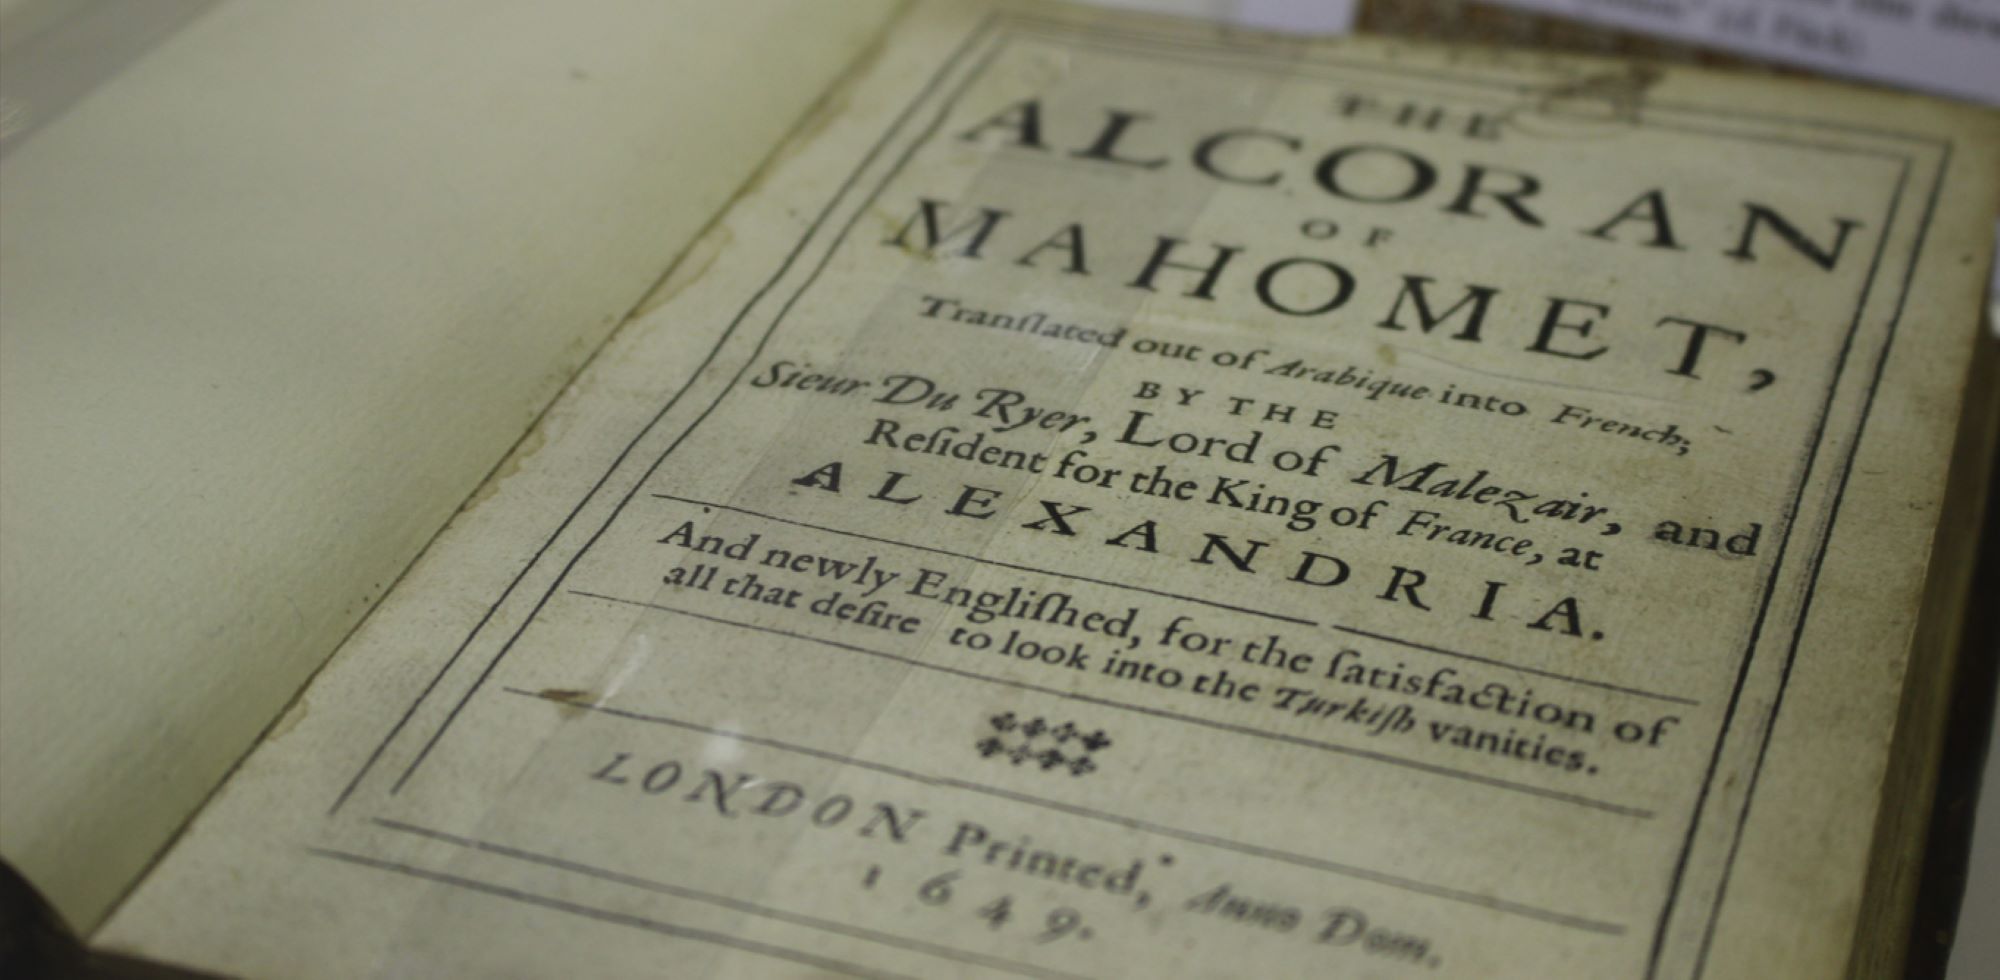 THE
ALCORAN
OF
MAHOMET,
Tranſlated out of Arabique into French;
BY THE
Sieur Du Ryer, Lord of Malezair, and
Reſident for the King of France, at
ALEXANDRIA.
And newly Engliſhed, for the ſatisfaction of
all that deſire to look into the Turkiſh vanities.
LONDON Printed, Anno Dom.
1649.